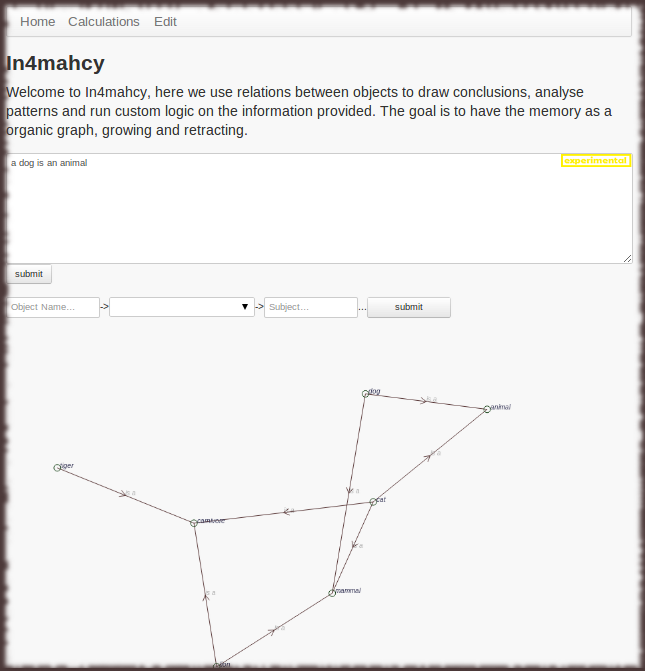 Home Calculations Edit
In4mahcy
Welcome to In4mahcy, here we use relations between objects to draw conclusions, analyse
patterns and run custom logic on the information provided. The goal is to have the memory as a
organic graph, growing and retracting.
a dog is an animal
experimental
submit
Object Name... -> -> Subject... ... submit
dog
is a
animal
is a
tiger
is a
is a
cat
carnivore
is a
is a
mammal
is a
is a
lion